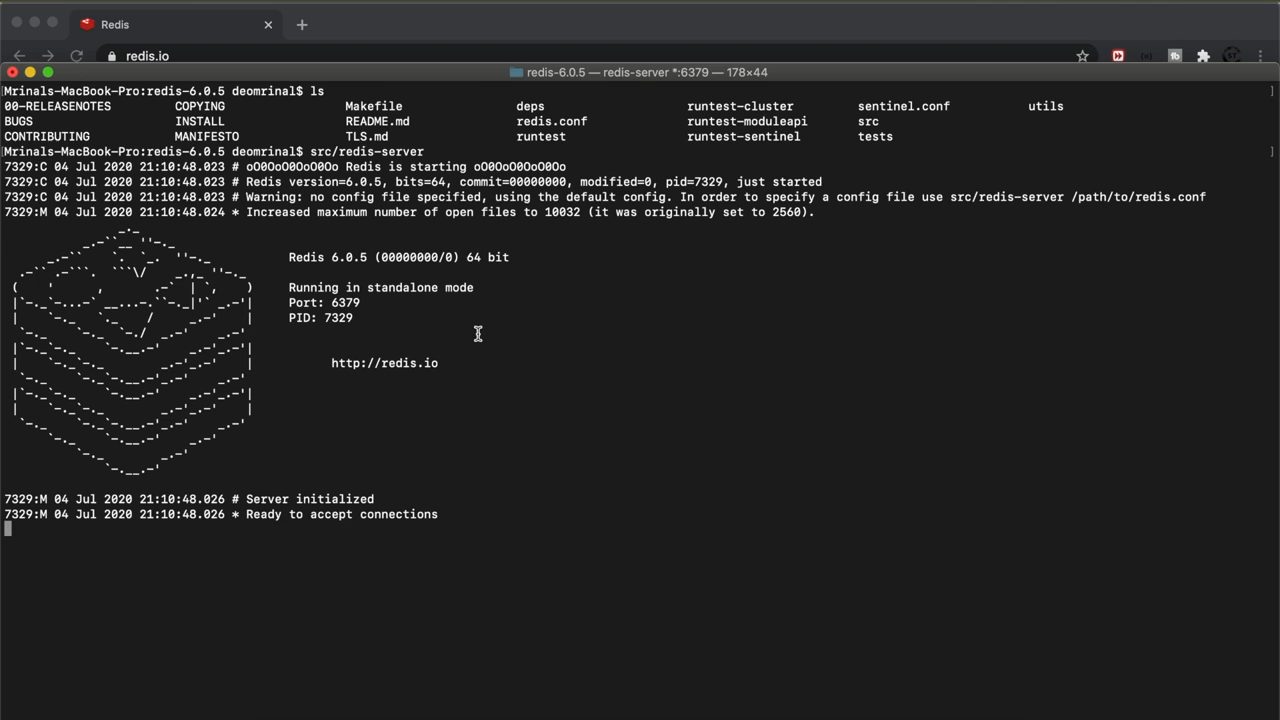 Redis
redis.io
redis-6.0.5 — redis-server *:6379 — 178×44
[Mrinals-MacBook-Pro:redis-6.0.5 deomrinal$ ls ]
00-RELEASENOTES COPYING Makefile deps runtest-cluster sentinel.conf utils
BUGS INSTALL README.md redis.conf runtest-moduleapi src
CONTRIBUTING MANIFESTO TLS.md runtest runtest-sentinel tests
[Mrinals-MacBook-Pro:redis-6.0.5 deomrinal$ src/redis-server ]
7329:C 04 Jul 2020 21:10:48.023 # oO0OoO0OoO0Oo Redis is starting oO0OoO0OoO0Oo
7329:C 04 Jul 2020 21:10:48.023 # Redis version=6.0.5, bits=64, commit=00000000, modified=0, pid=7329, just started
7329:C 04 Jul 2020 21:10:48.023 # Warning: no config file specified, using the default config. In order to specify a config file use src/redis-server /path/to/redis.conf
7329:M 04 Jul 2020 21:10:48.024 * Increased maximum number of open files to 10032 (it was originally set to 2560).
Redis 6.0.5 (00000000/0) 64 bit
Running in standalone mode
Port: 6379
PID: 7329
http://redis.io
7329:M 04 Jul 2020 21:10:48.026 # Server initialized
7329:M 04 Jul 2020 21:10:48.026 * Ready to accept connections